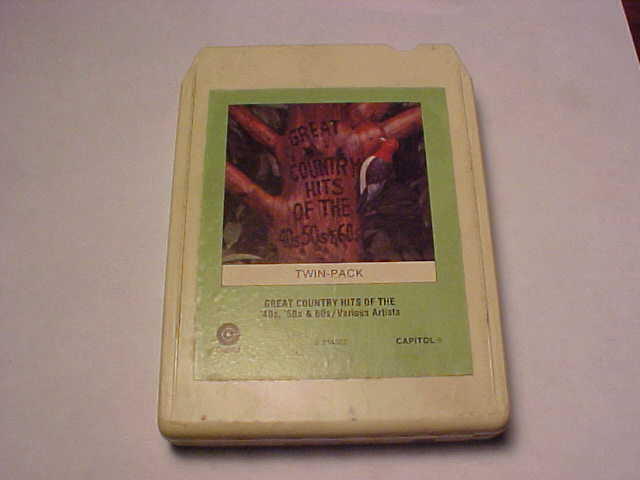 GREAT
COUNTRY
HITS
OF THE
40s, 50s & 60s
TWIN-PACK
GREAT COUNTRY HITS OF THE
'40s, '50s & 60s/Various Artists
CAPITOL®